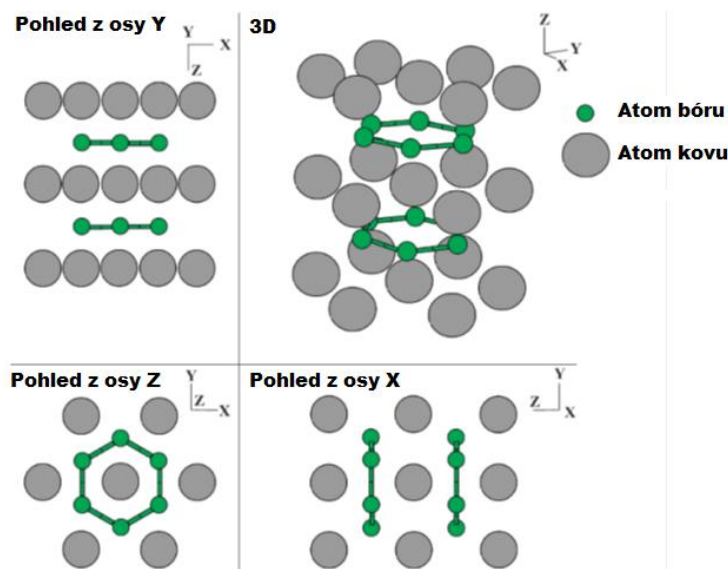 Pohled z osy Y
Y
X
Z
3D
Z
Y
X
Atom bóru
Atom kovu
Pohled z osy Z
Y
Z
X
Pohled z osy X
Y
Z
X